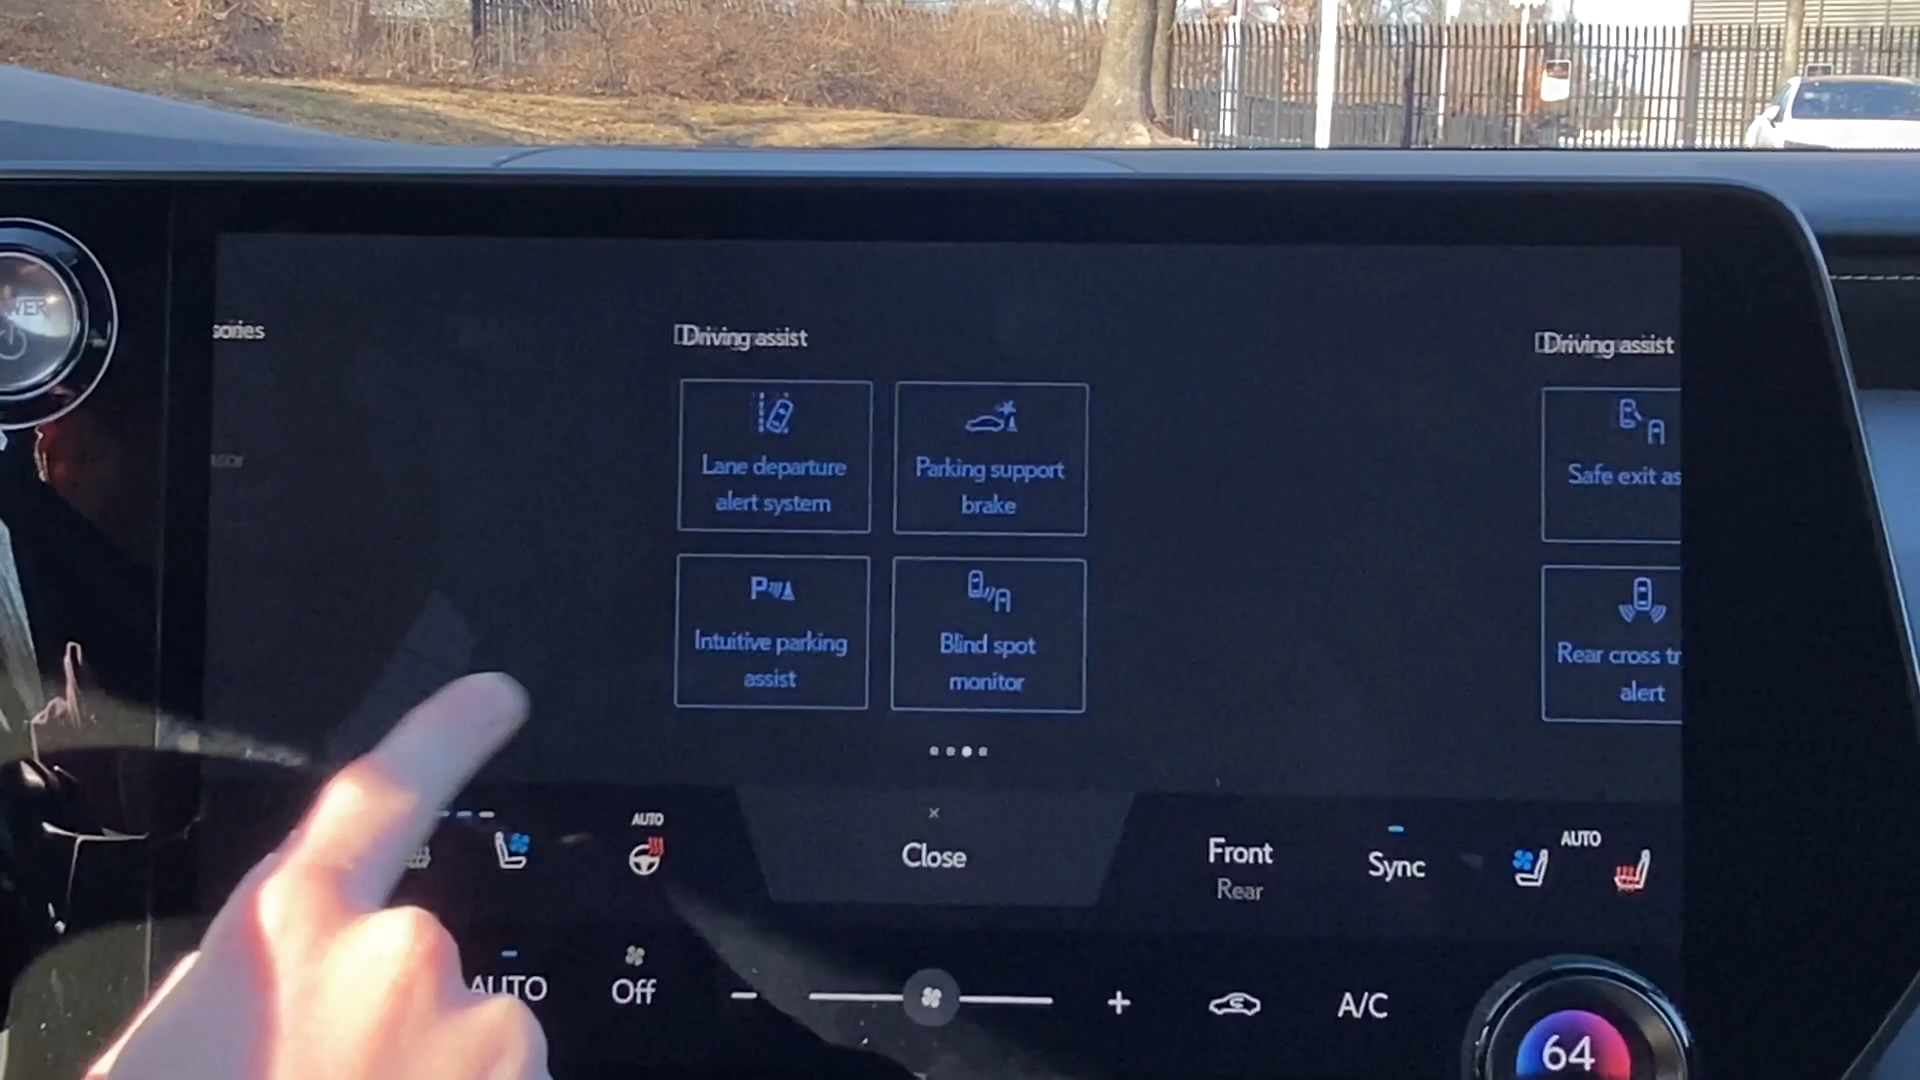 WER
sories
Driving assist
Driving assist
Lane departure
alert system
Parking support
brake
Safe exit as
Intuitive parking
assist
Blind spot
monitor
Rear cross tr
alert
AUTO
×
Close
Front
Rear
Sync
AUTO
AUTO
Off
−
+
A/C
64